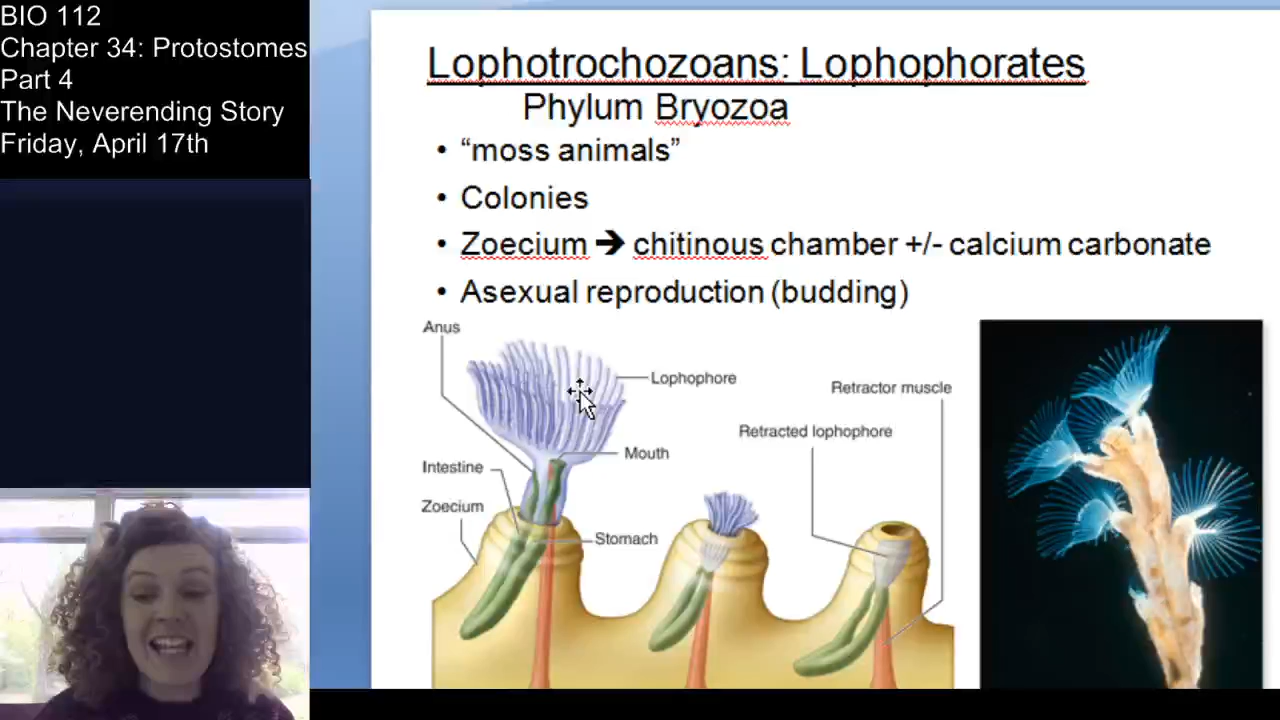 BIO 112
Chapter 34: Protostomes
Part 4
The Neverending Story
Friday, April 17th
Lophotrochozoans: Lophophorates
Phylum Bryozoa
• “moss animals”
• Colonies
• Zoecium ➔ chitinous chamber +/- calcium carbonate
• Asexual reproduction (budding)
Anus
Lophophore
Retractor muscle
Retracted lophophore
Mouth
Intestine
Zoecium
Stomach